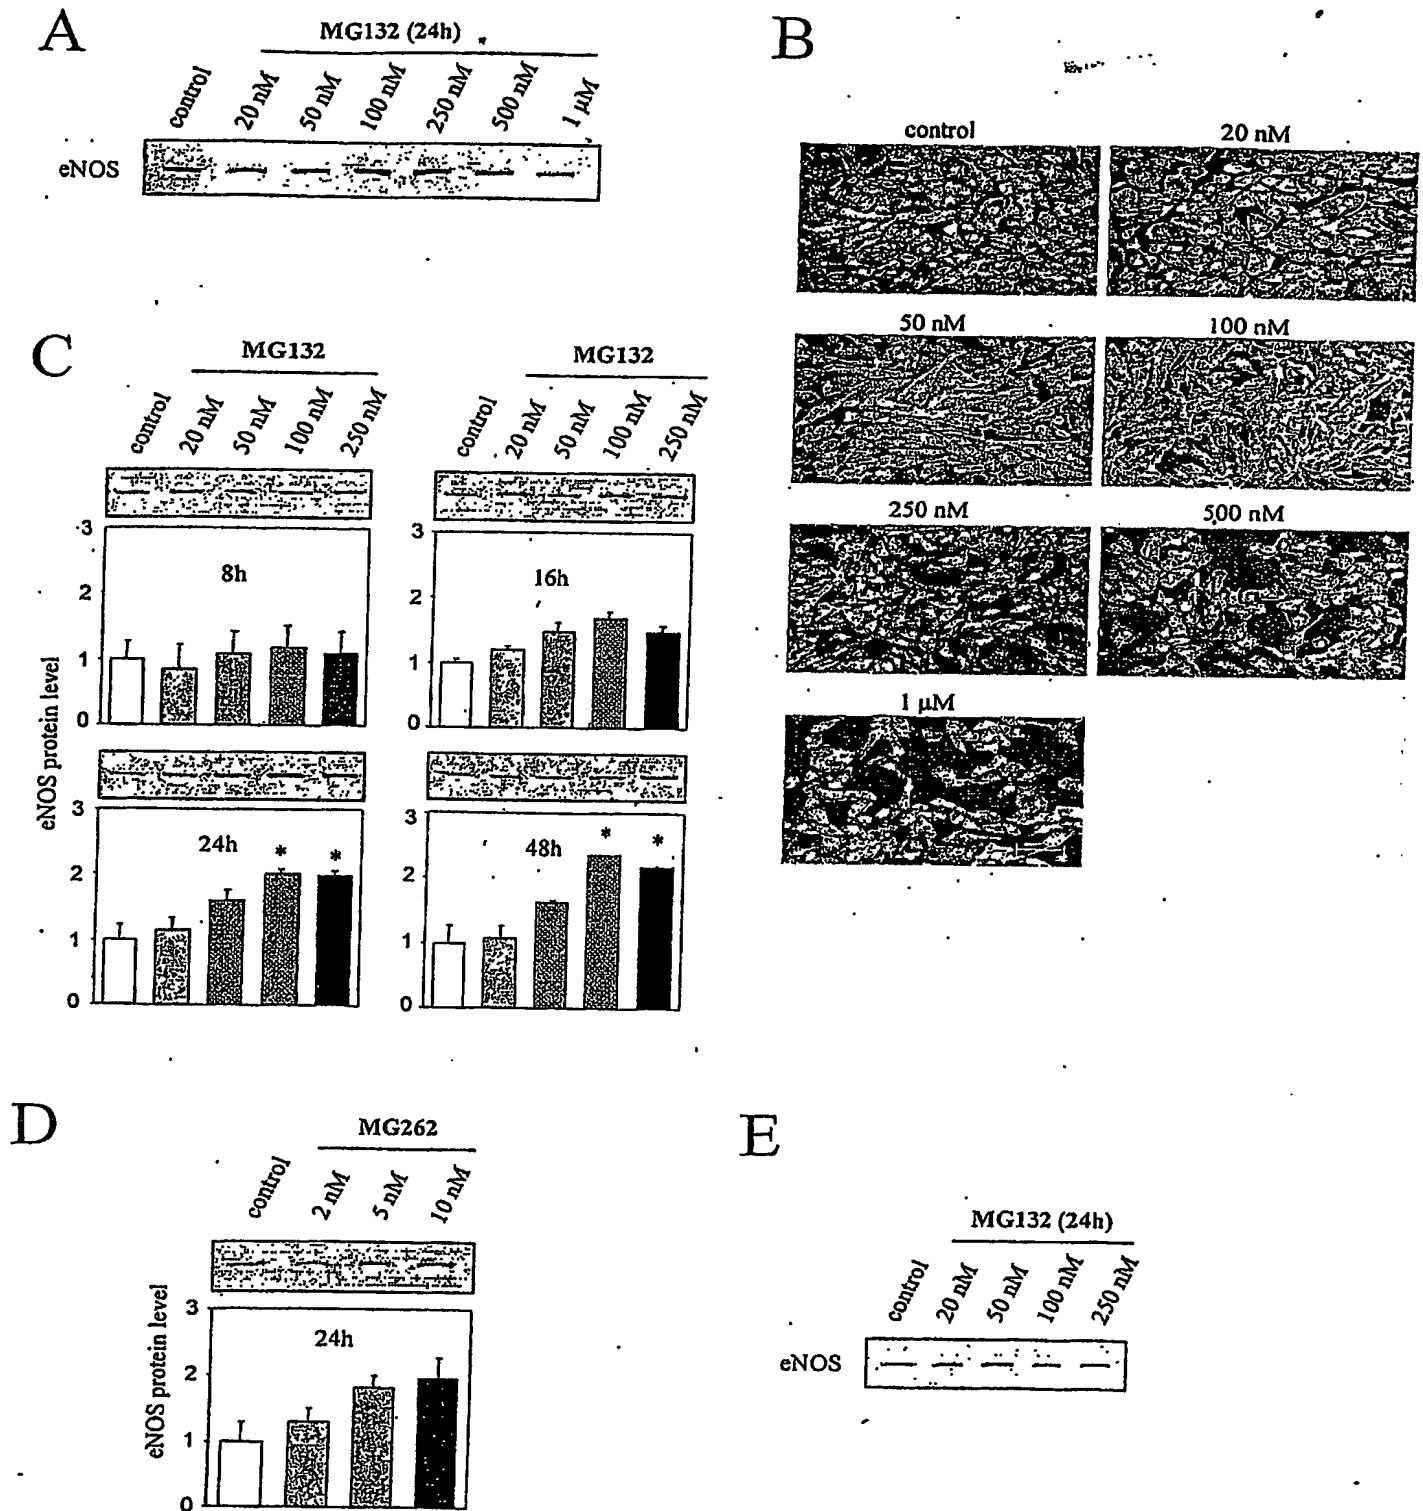 A
MG132 (24h)
control 20 nM 50 nM 100 nM 250 nM 500 nM 1 µM
eNOS
B
control 20 nM
50 nM 100 nM
250 nM 500 nM
1 µM
C
MG132 MG132
control 20 nM 50 nM 100 nM 250 nM control 20 nM 50 nM 100 nM 250 nM
eNOS protein level
3
2
1
0
8h
3
2
1
0
16h
3
2
1
0
24h
* *
3
2
1
0
48h
* *
D
MG262
control 2 nM 5 nM 10 nM
eNOS protein level
3
2
1
0
24h
E
MG132 (24h)
control 20 nM 50 nM 100 nM 250 nM
eNOS